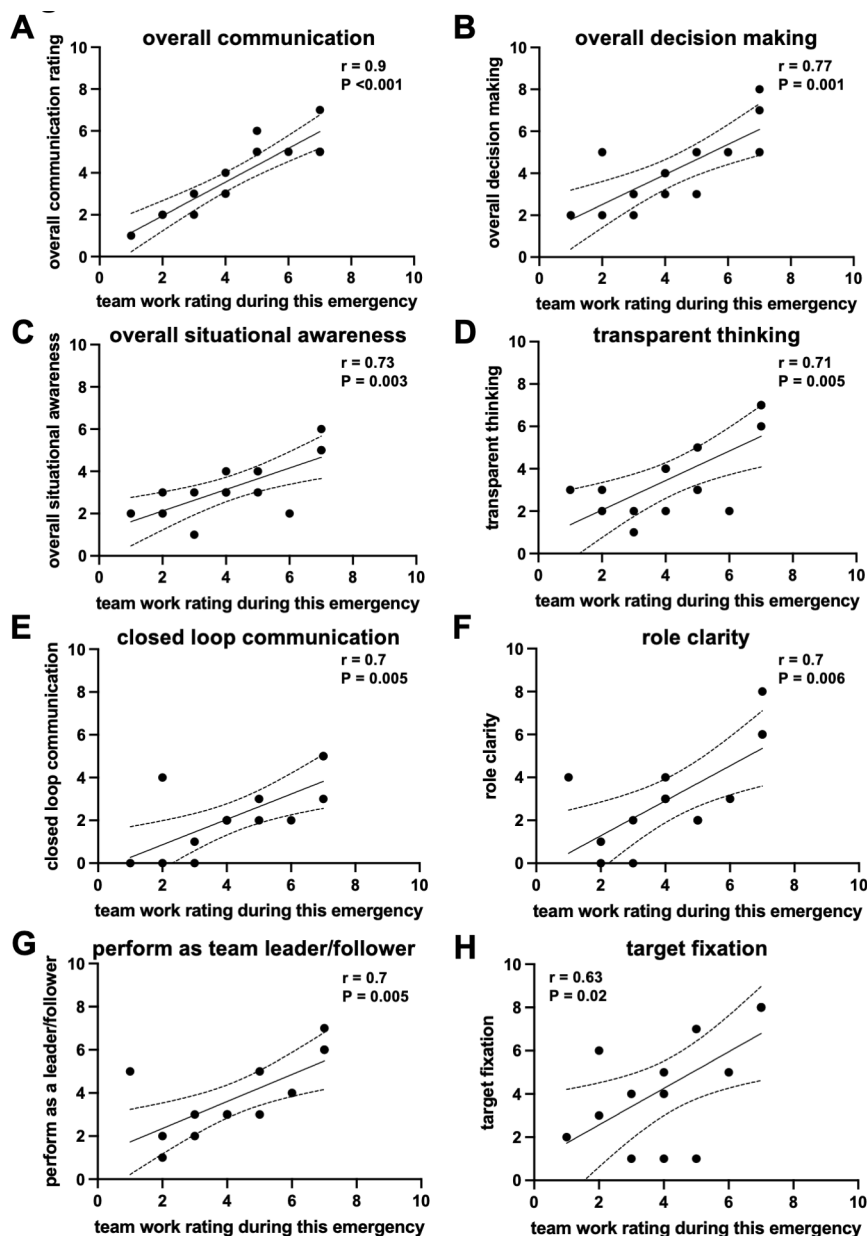 A
overall communication
r = 0.9
P <0.001
overall communication rating
10
8
6
4
2
0
0 2 4 6 8 10
team work rating during this emergency
B
overall decision making
r = 0.77
P = 0.001
overall decision making
10
8
6
4
2
0
0 2 4 6 8 10
team work rating during this emergency
C
overall situational awareness
r = 0.73
P = 0.003
overall situational awareness
10
8
6
4
2
0
0 2 4 6 8 10
team work rating during this emergency
D
transparent thinking
r = 0.71
P = 0.005
transparent thinking
10
8
6
4
2
0
0 2 4 6 8 10
team work rating during this emergency
E
closed loop communication
r = 0.7
P = 0.005
closed loop communication
10
8
6
4
2
0
0 2 4 6 8 10
team work rating during this emergency
F
role clarity
r = 0.7
P = 0.006
role clarity
10
8
6
4
2
0
0 2 4 6 8 10
team work rating during this emergency
G
perform as team leader/follower
r = 0.7
P = 0.005
perform as a leader/follower
10
8
6
4
2
0
0 2 4 6 8 10
team work rating during this emergency
H
target fixation
r = 0.63
P = 0.02
target fixation
10
8
6
4
2
0
0 2 4 6 8 10
team work rating during this emergency